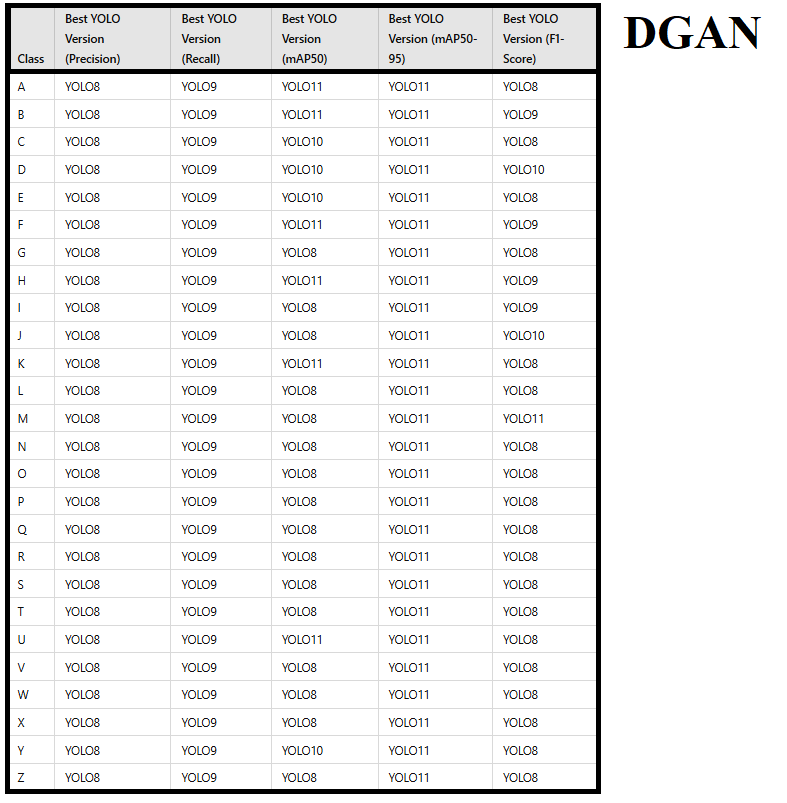 DGAN
Class | Best YOLO Version (Precision) | Best YOLO Version (Recall) | Best YOLO Version (mAP50) | Best YOLO Version (mAP50-95) | Best YOLO Version (F1-Score)
A YOLO8 YOLO9 YOLO11 YOLO11 YOLO8
B YOLO8 YOLO9 YOLO11 YOLO11 YOLO9
C YOLO8 YOLO9 YOLO10 YOLO11 YOLO8
D YOLO8 YOLO9 YOLO10 YOLO11 YOLO10
E YOLO8 YOLO9 YOLO10 YOLO11 YOLO8
F YOLO8 YOLO9 YOLO11 YOLO11 YOLO9
G YOLO8 YOLO9 YOLO8 YOLO11 YOLO8
H YOLO8 YOLO9 YOLO11 YOLO11 YOLO9
I YOLO8 YOLO9 YOLO8 YOLO11 YOLO9
J YOLO8 YOLO9 YOLO8 YOLO11 YOLO10
K YOLO8 YOLO9 YOLO11 YOLO11 YOLO8
L YOLO8 YOLO9 YOLO8 YOLO11 YOLO8
M YOLO8 YOLO9 YOLO8 YOLO11 YOLO11
N YOLO8 YOLO9 YOLO8 YOLO11 YOLO8
O YOLO8 YOLO9 YOLO8 YOLO11 YOLO8
P YOLO8 YOLO9 YOLO8 YOLO11 YOLO8
Q YOLO8 YOLO9 YOLO8 YOLO11 YOLO8
R YOLO8 YOLO9 YOLO8 YOLO11 YOLO8
S YOLO8 YOLO9 YOLO8 YOLO11 YOLO8
T YOLO8 YOLO9 YOLO8 YOLO11 YOLO8
U YOLO8 YOLO9 YOLO11 YOLO11 YOLO8
V YOLO8 YOLO9 YOLO8 YOLO11 YOLO8
W YOLO8 YOLO9 YOLO8 YOLO11 YOLO8
X YOLO8 YOLO9 YOLO8 YOLO11 YOLO8
Y YOLO8 YOLO9 YOLO10 YOLO11 YOLO8
Z YOLO8 YOLO9 YOLO8 YOLO11 YOLO8